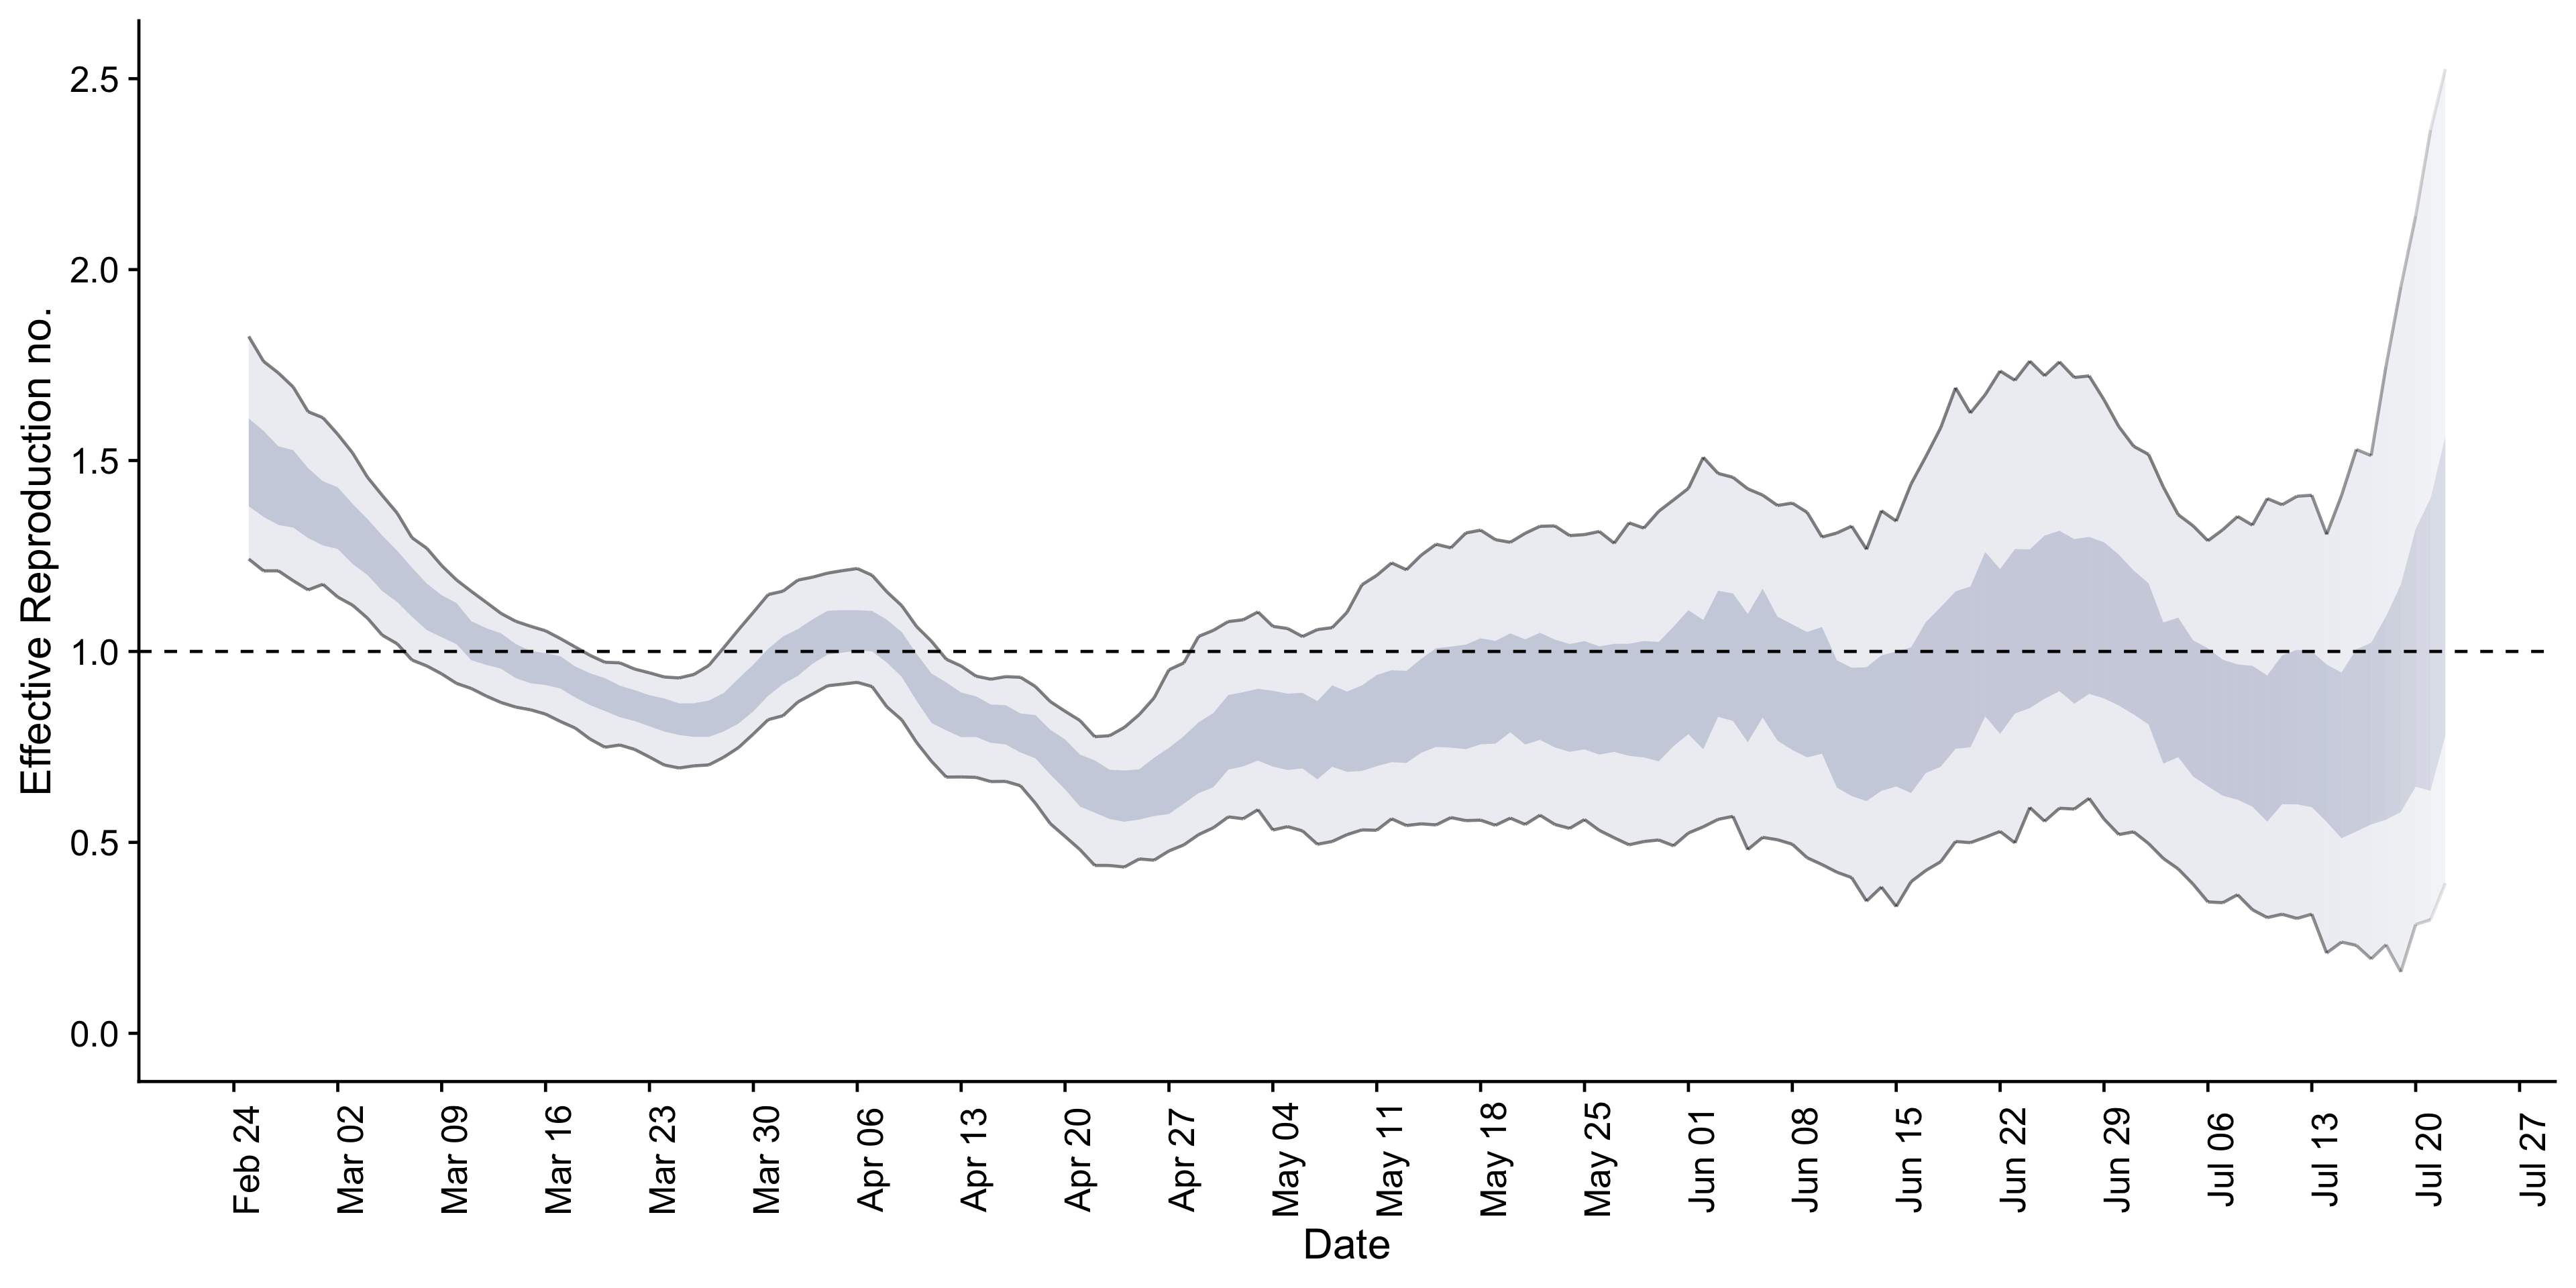 Effective Reproduction no.
2.5
2.0
1.5
1.0
0.5
0.0
Feb 24
Mar 02
Mar 09
Mar 16
Mar 23
Mar 30
Apr 06
Apr 13
Apr 20
Apr 27
May 04
May 11
May 18
May 25
Jun 01
Jun 08
Jun 15
Jun 22
Jun 29
Jul 06
Jul 13
Jul 20
Jul 27
Date